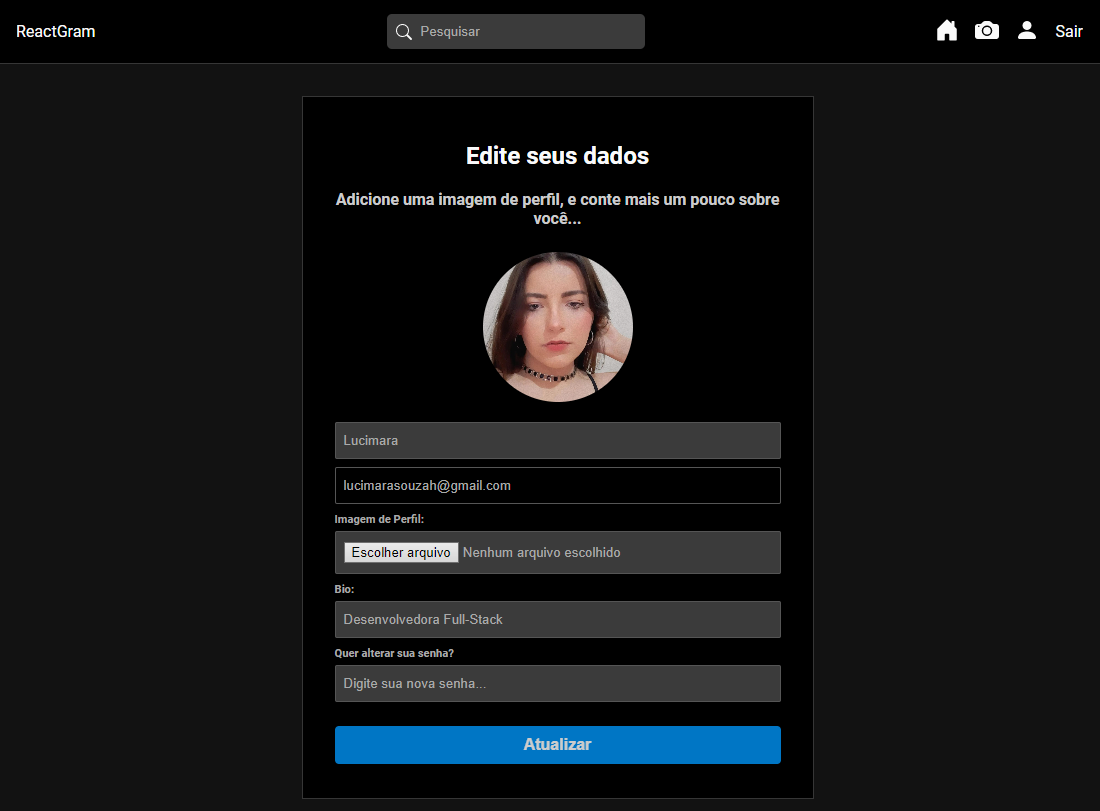 ReactGram
Pesquisar
Sair
Edite seus dados
Adicione uma imagem de perfil, e conte mais um pouco sobre
você...
Lucimara
lucimarasouzah@gmail.com
Imagem de Perfil:
Escolher arquivo Nenhum arquivo escolhido
Bio:
Desenvolvedora Full-Stack
Quer alterar sua senha?
Digite sua nova senha...
Atualizar